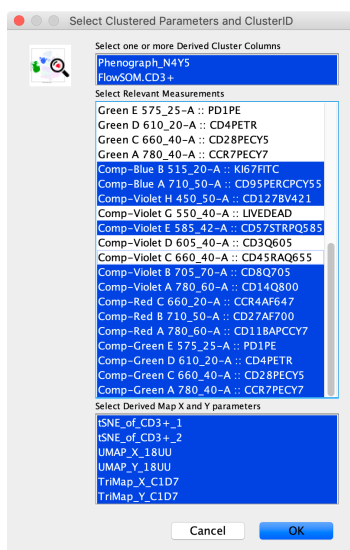 Select Clustered Parameters and ClusterID
Select one or more Derived Cluster Columns
Phenograph_N4Y5
FlowSOM.CD3+
Select Relevant Measurements
Green E 575_25-A :: PD1PE
Green D 610_20-A :: CD4PETR
Green C 660_40-A :: CD28PECY5
Green A 780_40-A :: CCR7PECY7
Comp-Blue B 515_20-A :: KI67FITC
Comp-Blue A 710_50-A :: CD95PERCPCY55
Comp-Violet H 450_50-A :: CD127BV421
Comp-Violet G 550_40-A :: LIVEDEAD
Comp-Violet E 585_42-A :: CD57STRPQ585
Comp-Violet D 605_40-A :: CD3Q605
Comp-Violet C 660_40-A :: CD45RAQ655
Comp-Violet B 705_70-A :: CD8Q705
Comp-Violet A 780_60-A :: CD14Q800
Comp-Red C 660_20-A :: CCR4AF647
Comp-Red B 710_50-A :: CD27AF700
Comp-Red A 780_60-A :: CD11BAPCCY7
Comp-Green E 575_25-A :: PD1PE
Comp-Green D 610_20-A :: CD4PETR
Comp-Green C 660_40-A :: CD28PECY5
Comp-Green A 780_40-A :: CCR7PECY7
Select Derived Map X and Y parameters
tSNE_of_CD3+_1
tSNE_of_CD3+_2
UMAP_X_18UU
UMAP_Y_18UU
TriMap_X_C1D7
TriMap_Y_C1D7
Cancel
OK